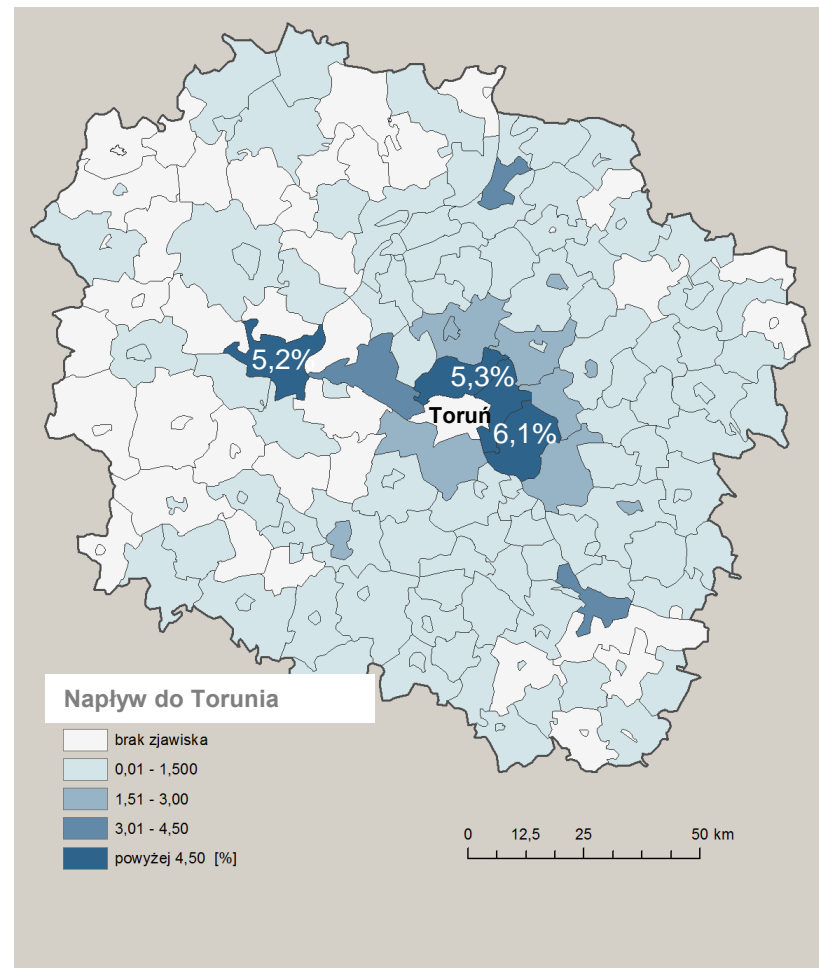 5,2%
5,3%
Toruń
6,1%
Napływ do Torunia
brak zjawiska
0,01 - 1,500
1,51 - 3,00
3,01 - 4,50
powyżej 4,50 [%]
0 12,5 25 50 km